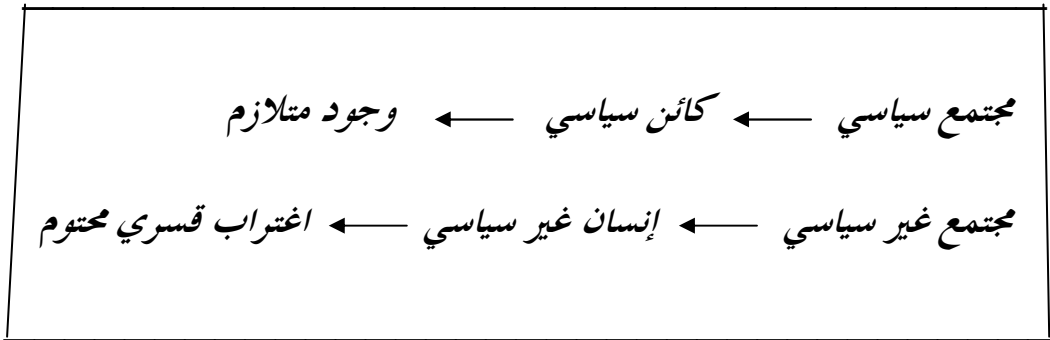 مجتمع سياسي ← كائن سياسي ← وجود متلازم
مجتمع غير سياسي ← إنسان غير سياسي ← اغتراب قسري محتوم